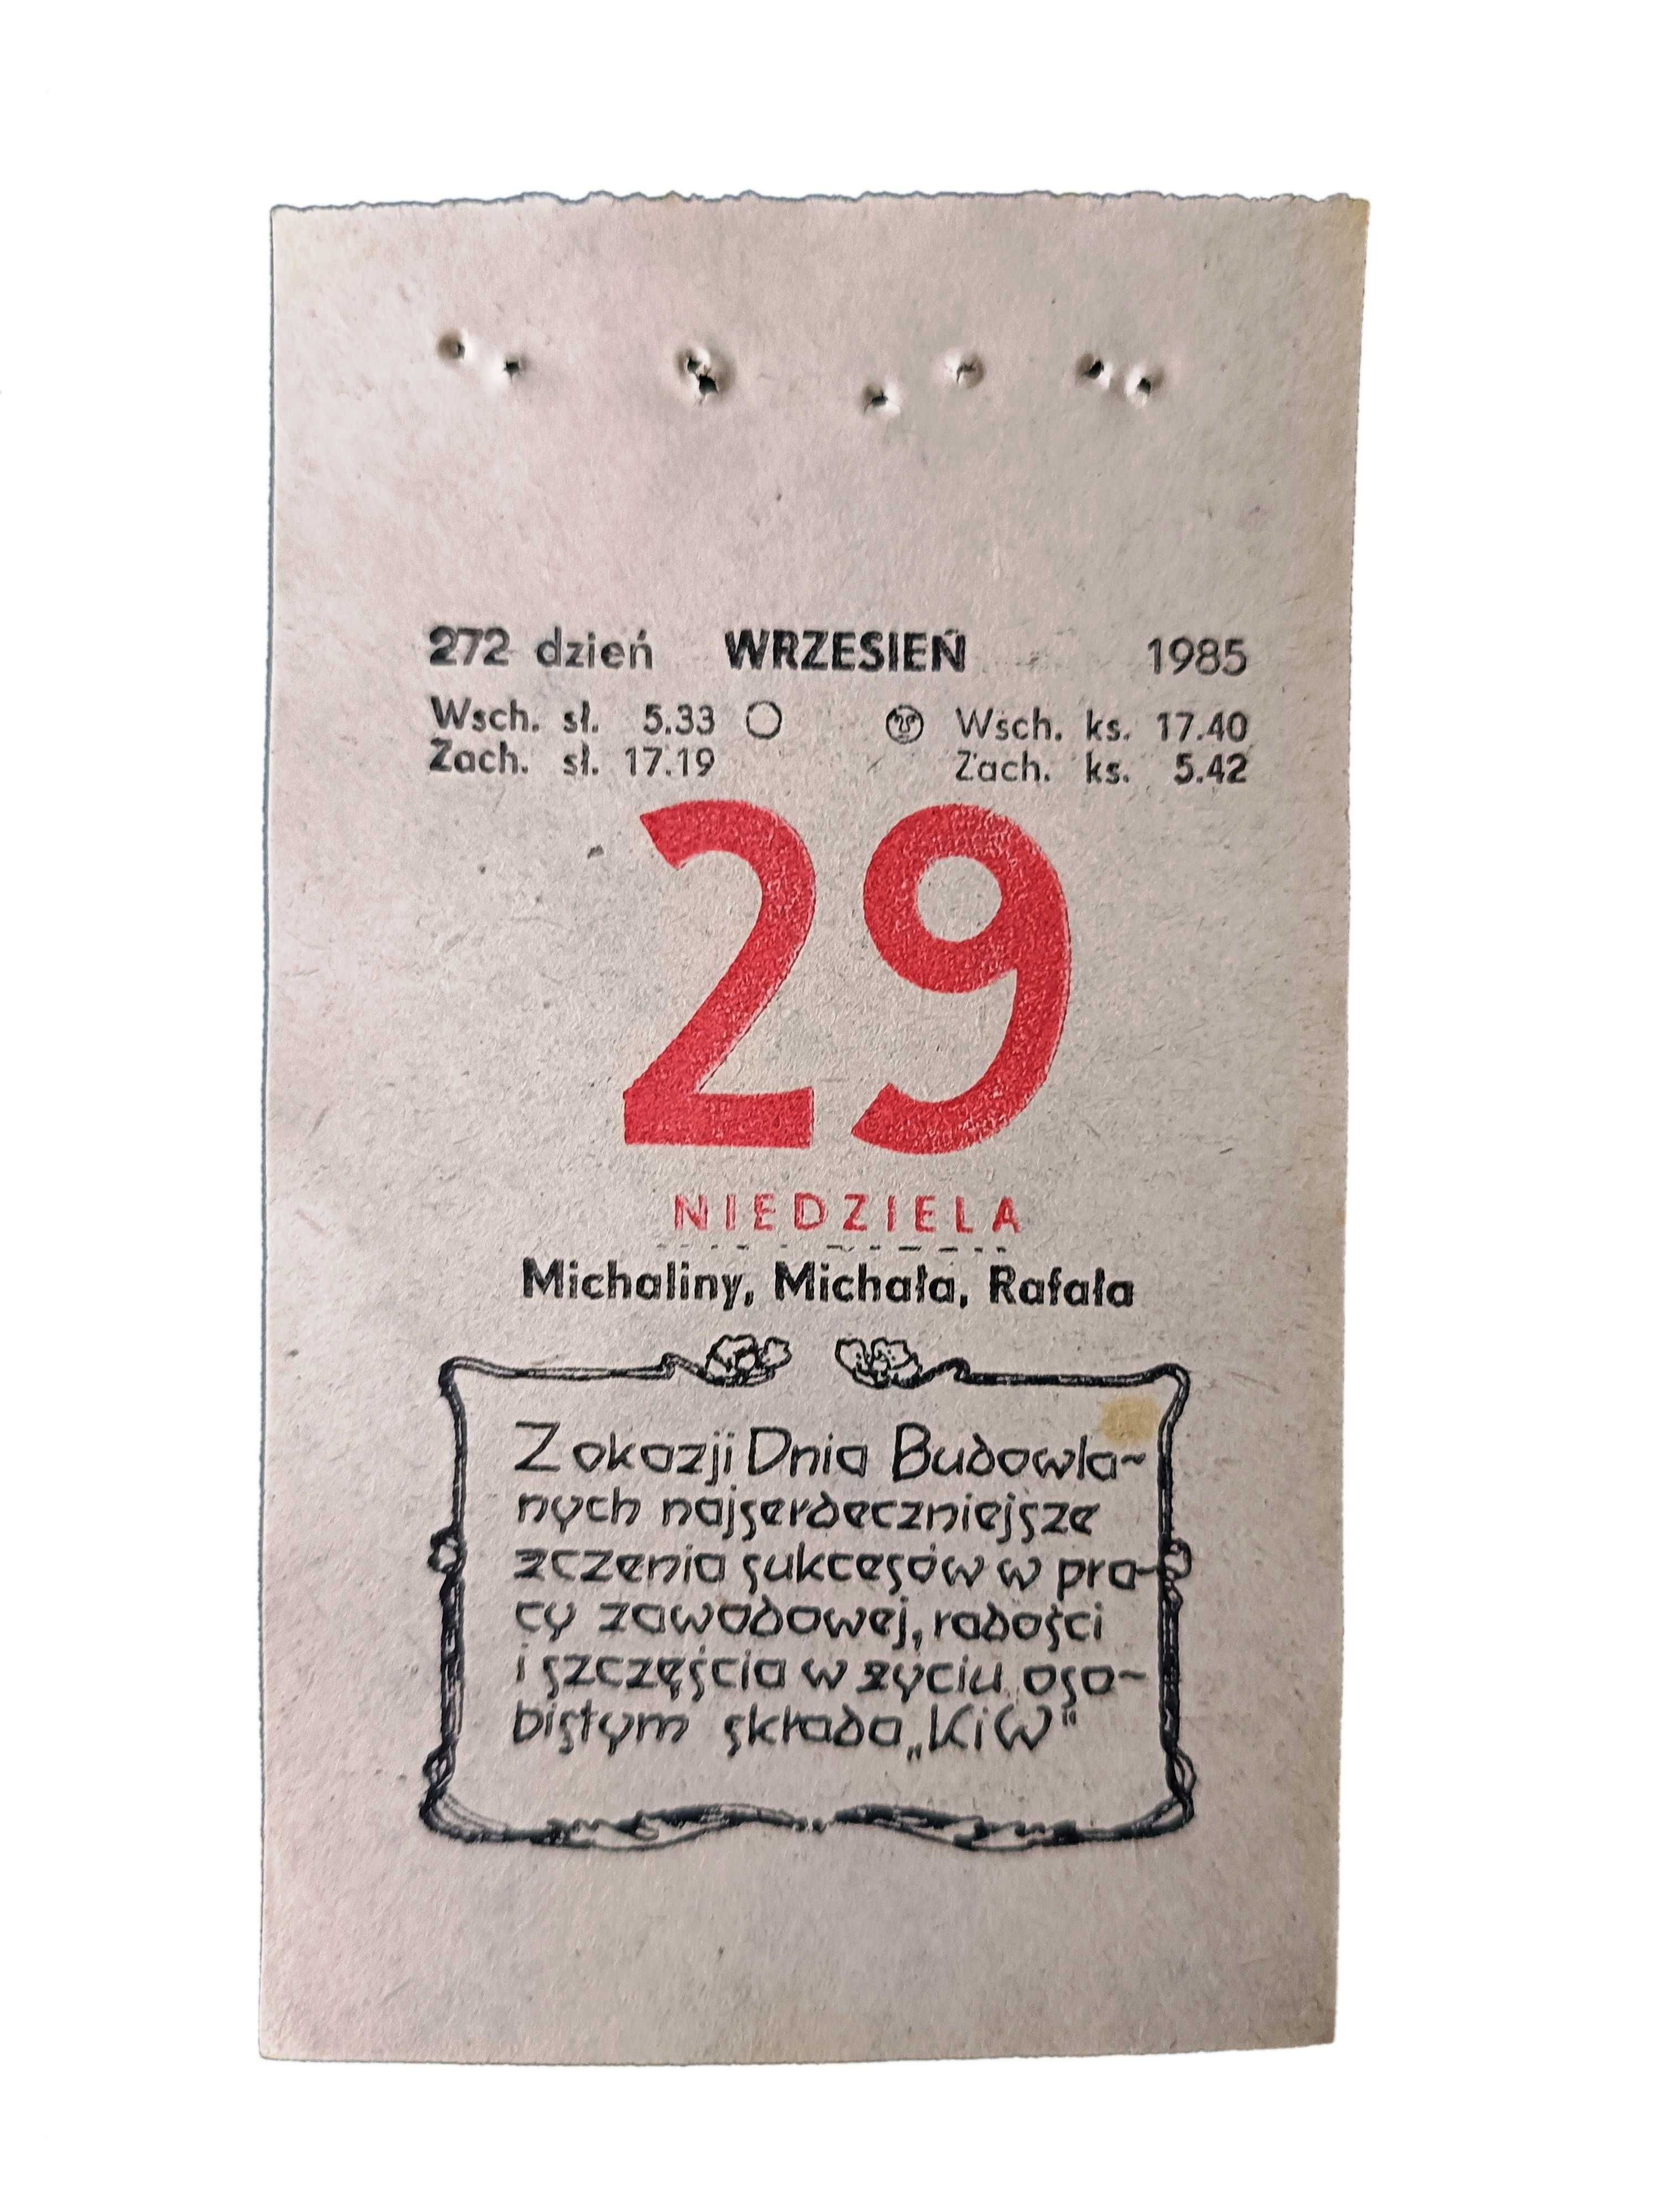 272 dzień WRZESIEŃ 1985
Wsch. sł. 5.33 Wsch. ks. 17.40
Zach. sł. 17.19 Zach. ks. 5.42
29
NIEDZIELA
Michaliny, Michała, Rafała
Z okazji Dnia Budowla-
nych najserdeczniejsze
życzenia sukcesów w pra-
cy zawodowej, radości
i szczęścia w życiu oso-
bistym składa „KiW"